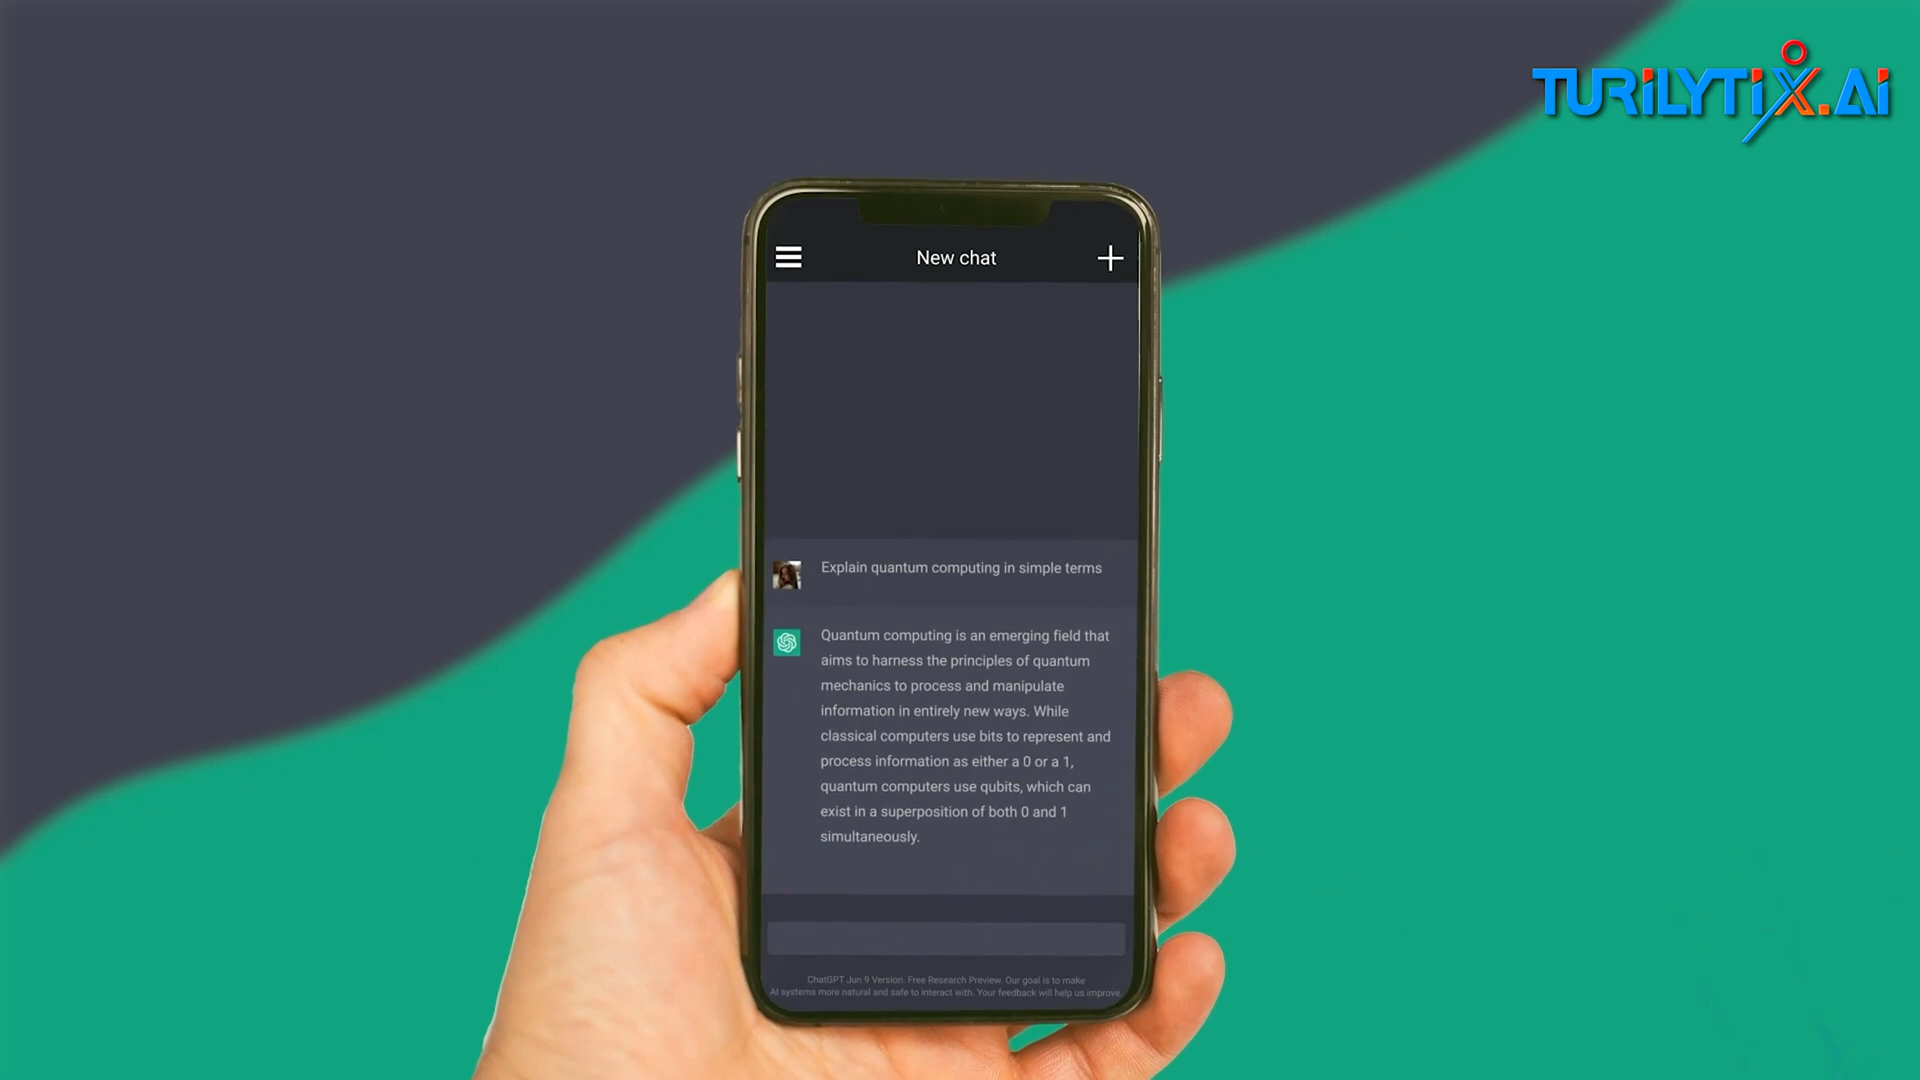 TURILYTIX.AI
New chat
Explain quantum computing in simple terms
Quantum computing is an emerging field that
aims to harness the principles of quantum
mechanics to process and manipulate
information in entirely new ways. While
classical computers use bits to represent and
process information as either a 0 or a 1,
quantum computers use qubits, which can
exist in a superposition of both 0 and 1
simultaneously.
ChatGPT Jun 9 Version. Free Research Preview. Our goal is to make
AI systems more natural and safe to interact with. Your feedback will help us improve.